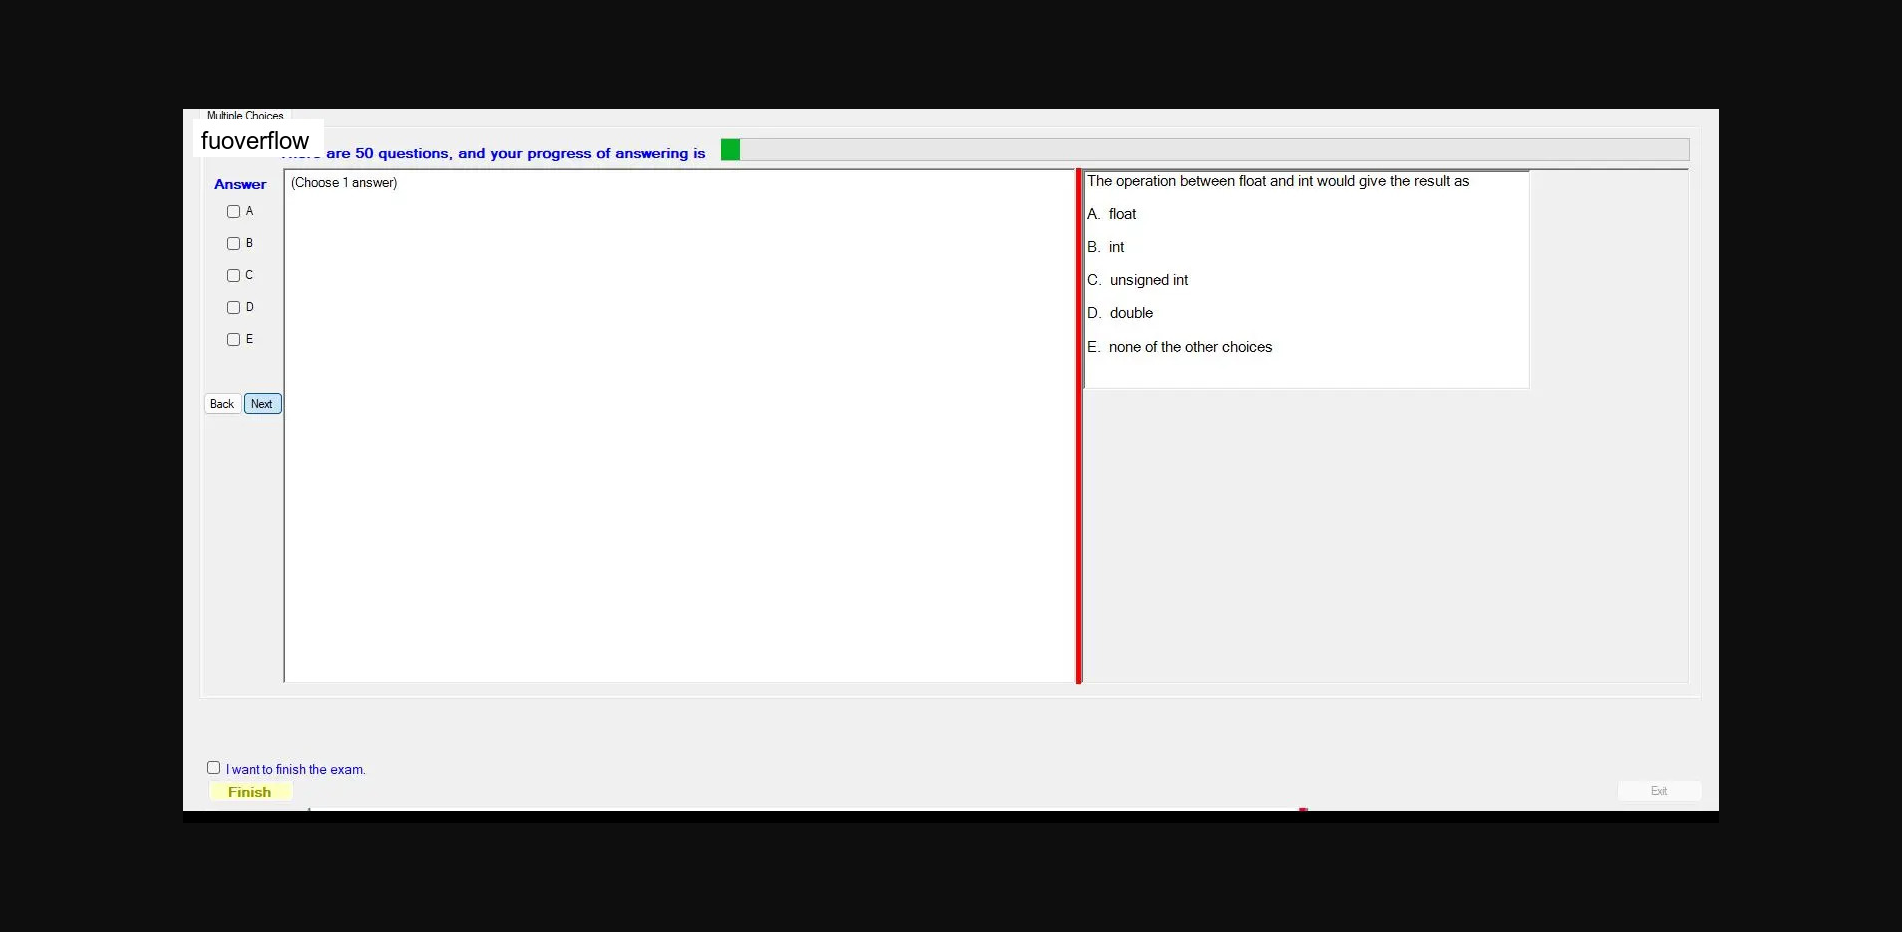 Multiple Choices
fuoverflow
are 50 questions, and your progress of answering is
Answer
(Choose 1 answer)
A
B
C
D
E
Back Next
The operation between float and int would give the result as
A. float
B. int
C. unsigned int
D. double
E. none of the other choices
I want to finish the exam.
Finish
Exit